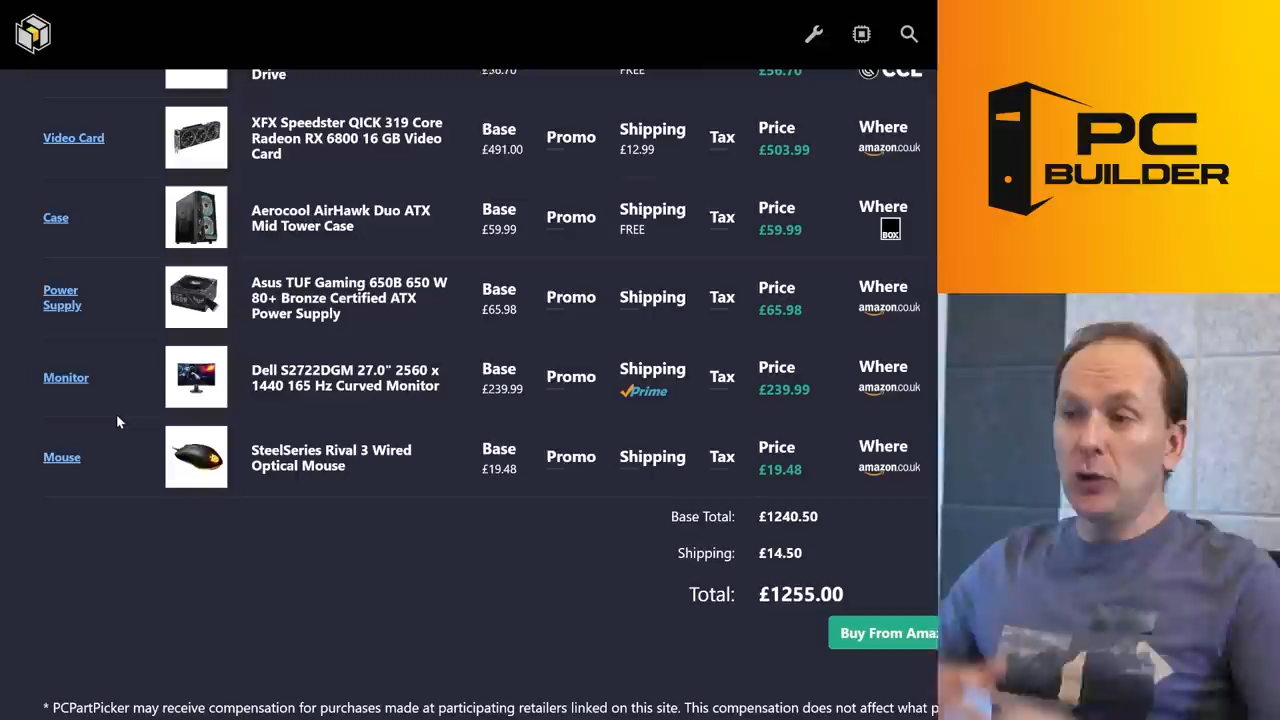 Drive
£56.70
FREE
£56.70
CCL
Video Card
XFX Speedster QICK 319 Core
Radeon RX 6800 16 GB Video
Card
Base
£491.00
Promo
Shipping
£12.99
Tax
Price
£503.99
Where
amazon.co.uk
Case
Aerocool AirHawk Duo ATX
Mid Tower Case
Base
£59.99
Promo
Shipping
FREE
Tax
Price
£59.99
Where
BOX
Power
Supply
Asus TUF Gaming 650B 650 W
80+ Bronze Certified ATX
Power Supply
Base
£65.98
Promo
Shipping
Tax
Price
£65.98
Where
amazon.co.uk
Monitor
Dell S2722DGM 27.0" 2560 x
1440 165 Hz Curved Monitor
Base
£239.99
Promo
Shipping
Prime
Tax
Price
£239.99
Where
amazon.co.uk
Mouse
SteelSeries Rival 3 Wired
Optical Mouse
Base
£19.48
Promo
Shipping
Tax
Price
£19.48
Where
amazon.co.uk
Base Total: £1240.50
Shipping: £14.50
Total: £1255.00
Buy From Amaz
* PCPartPicker may receive compensation for purchases made at participating retailers linked on this site. This compensation does not affect what p
PC
BUILDER